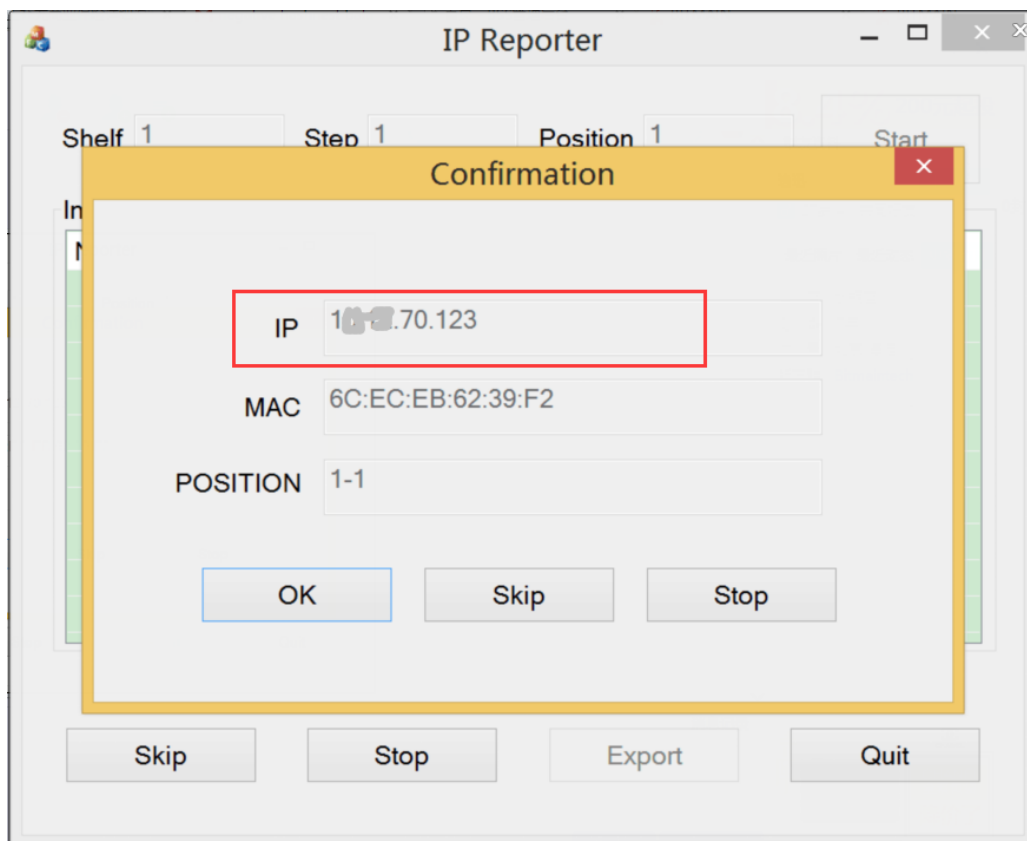 IP Reporter
Shelf 1 Step 1 Position 1 Start
Confirmation
IP .70.123
MAC 6C:EC:EB:62:39:F2
POSITION 1-1
OK Skip Stop
Skip Stop Export Quit